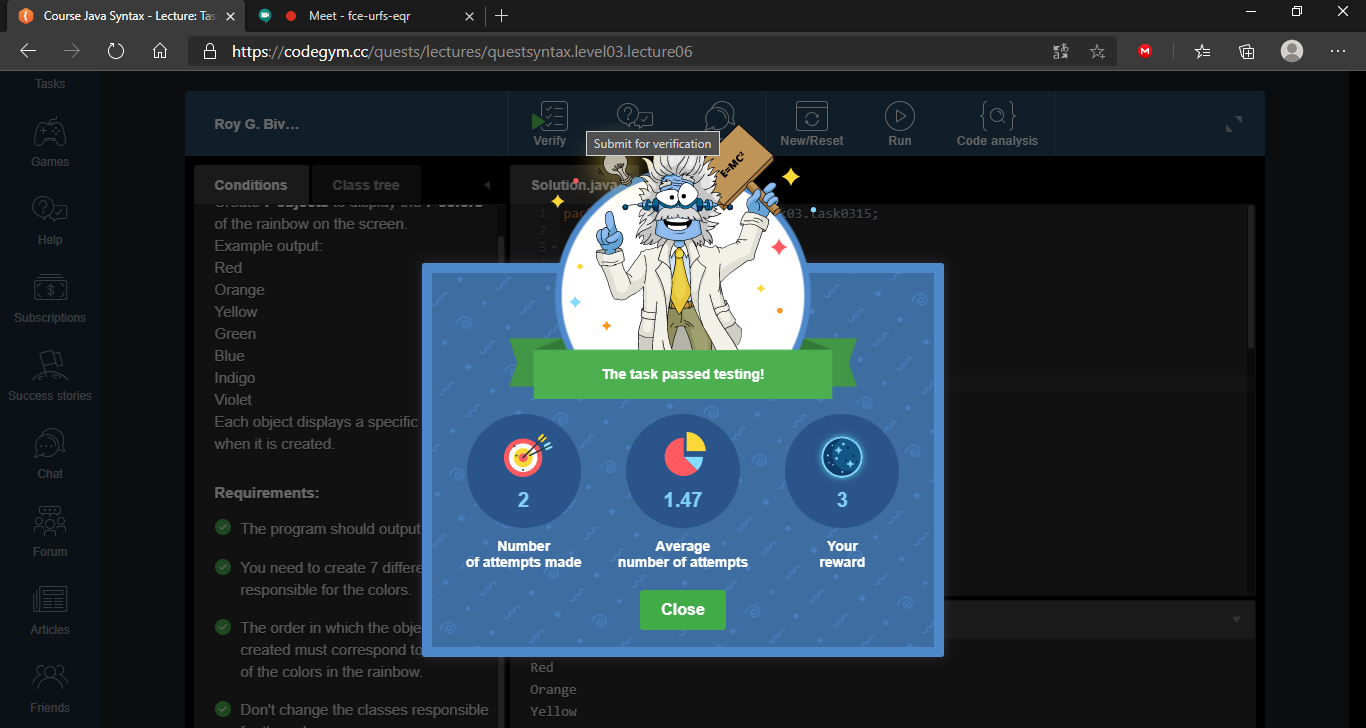 Course Java Syntax - Lecture: Tas
Meet - fce-urfs-eqr
https://codegym.cc/quests/lectures/questsyntax.level03.lecture06
Tasks
Games
Help
Subscriptions
Success stories
Chat
Forum
Articles
Friends
Roy G. Biv...
Verify
New/Reset
Run
Code analysis
Submit for verification
E=MC²
Conditions
Class tree
Solution.java
of the rainbow on the screen.
Example output:
Red
Orange
Yellow
Green
Blue
Indigo
Violet
Each object displays a specific
when it is created.
Requirements:
The program should output
You need to create 7 differe
responsible for the colors.
The order in which the obje
created must correspond to
of the colors in the rainbow.
Don't change the classes responsible
1 pac k03.task0315;
2
3
The task passed testing!
2
Number
of attempts made
1.47
Average
number of attempts
3
Your
reward
Close
Red
Orange
Yellow